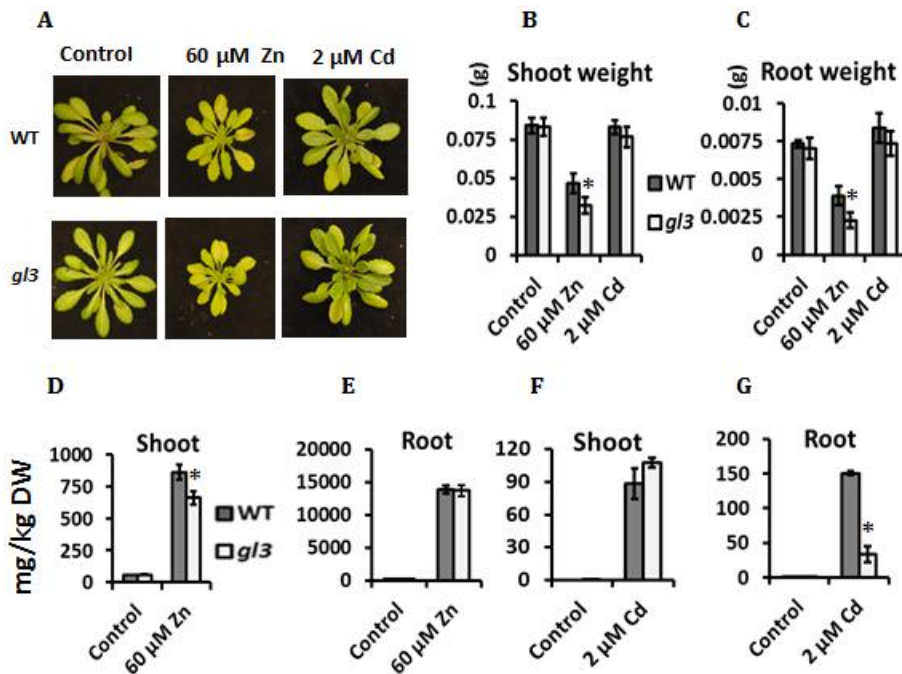 A
Control
60 μM Zn
2 μM Cd
WT
gl3
B
(g)
Shoot weight
0.1
0.075
0.05
0.025
0
*
WT
gl3
Control
60 μM Zn
2 μM Cd
C
(g)
Root weight
0.01
0.0075
0.005
0.0025
0
*
Control
60 μM Zn
2 μM Cd
D
mg/kg DW
Shoot
1000
750
500
250
0
*
WT
gl3
Control
60 μM Zn
E
Root
20000
15000
10000
5000
0
Control
60 μM Zn
F
Shoot
120
90
60
30
0
Control
2 μM Cd
G
Root
200
150
100
50
0
*
Control
2 μM Cd